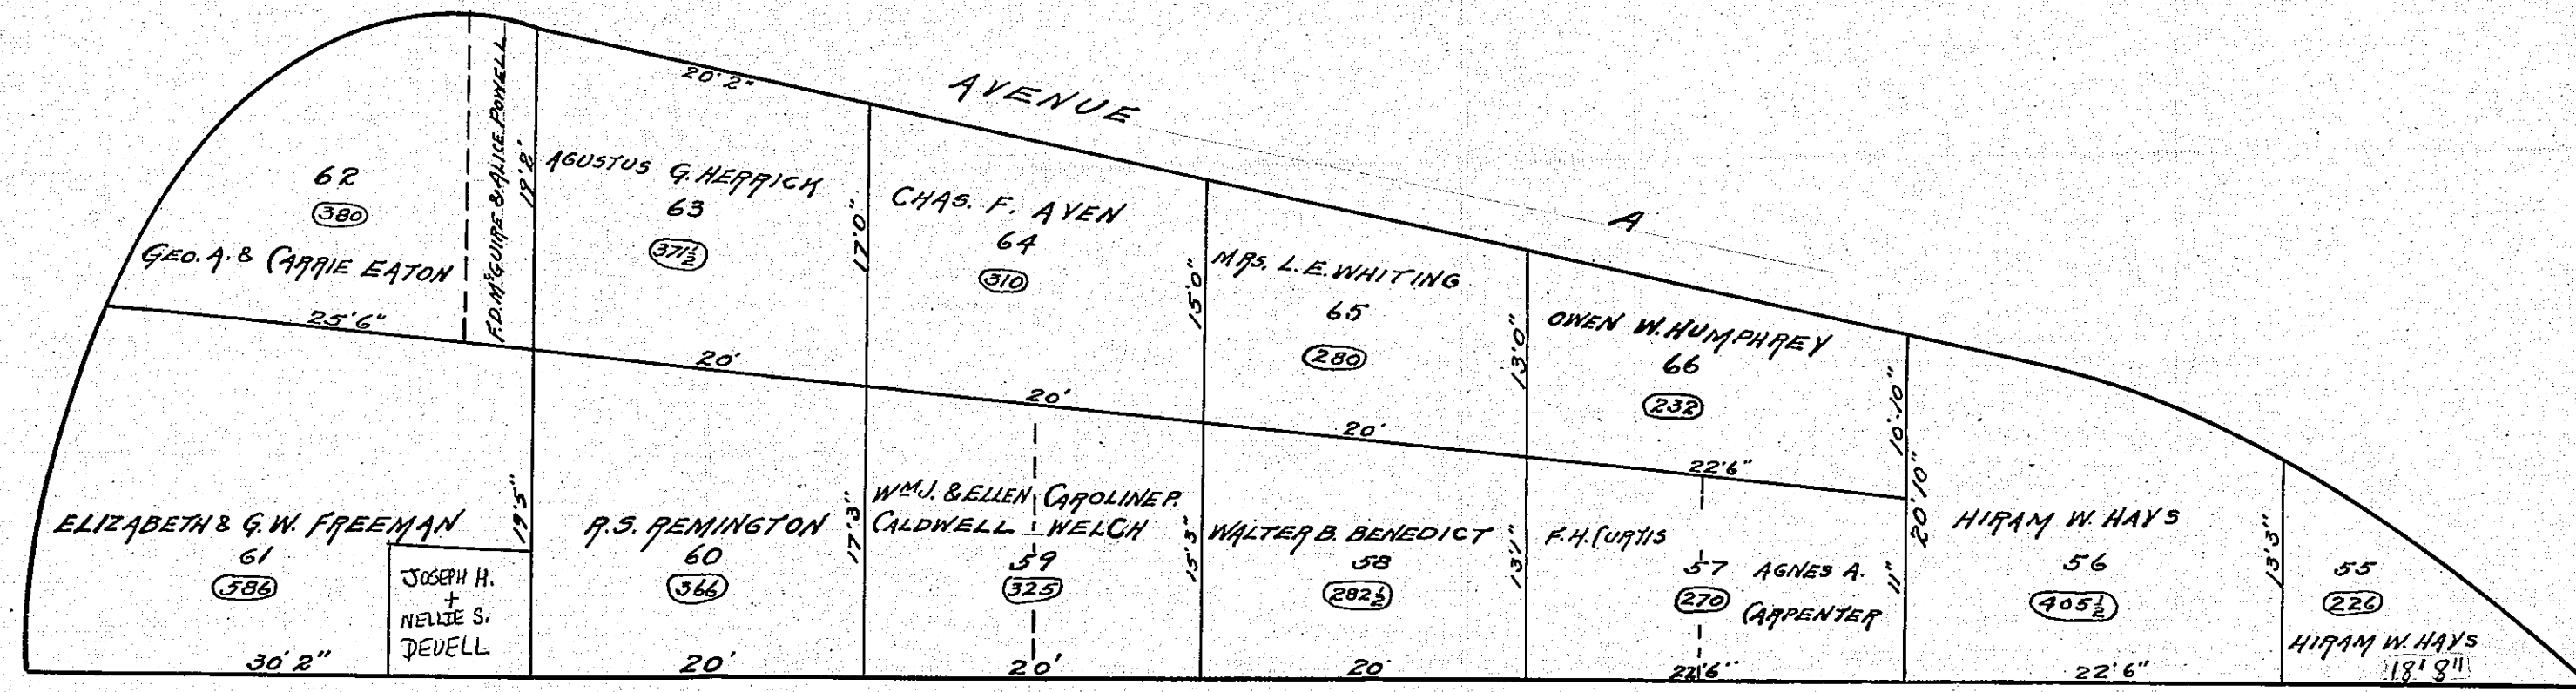 AVENUE A
20' 2"
62
380
GEO. A. & CARRIE EATON
25'6"
F.D. McGUIRE & ALICE POWELL
19'2'
AGUSTUS G. HERRICK
63
371½
20'
17'0"
CHAS. F. AYEN
64
310
20'
15'0"
MRS. L. E. WHITING
65
280
20'
13'0"
OWEN W. HUMPHREY
66
232
22'6"
10'10"
ELIZABETH & G. W. FREEMAN
61
586
30'2"
JOSEPH H.
+
NELLIE S.
DEVELL
19'5"
R.S. REMINGTON
60
366
20'
17'3"
WM J. & ELLEN
CALDWELL
CAROLINE P.
WELCH
59
325
20'
15'3"
WALTER B. BENEDICT
58
282½
20'
13'1"
F.H. CURTIS
57
270
AGNES A.
CARPENTER
22'6"
11"
20'10"
HIRAM W. HAYS
56
405½
22'6"
13'3"
55
226
HIRAM W. HAYS
18'8"